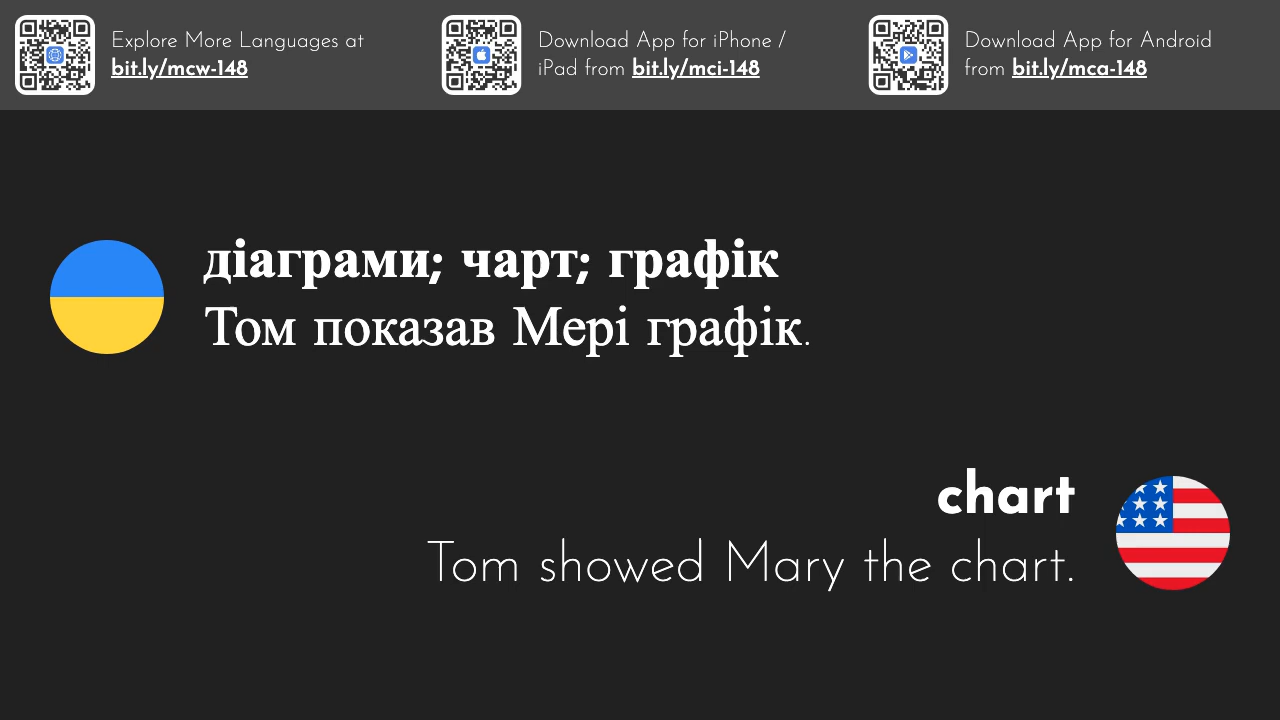 Explore More Languages at
bit.ly/mcw-148
Download App for iPhone /
iPad from bit.ly/mci-148
Download App for Android
from bit.ly/mca-148
діаграми; чарт; графік
Том показав Мері графік.
chart
Tom showed Mary the chart.